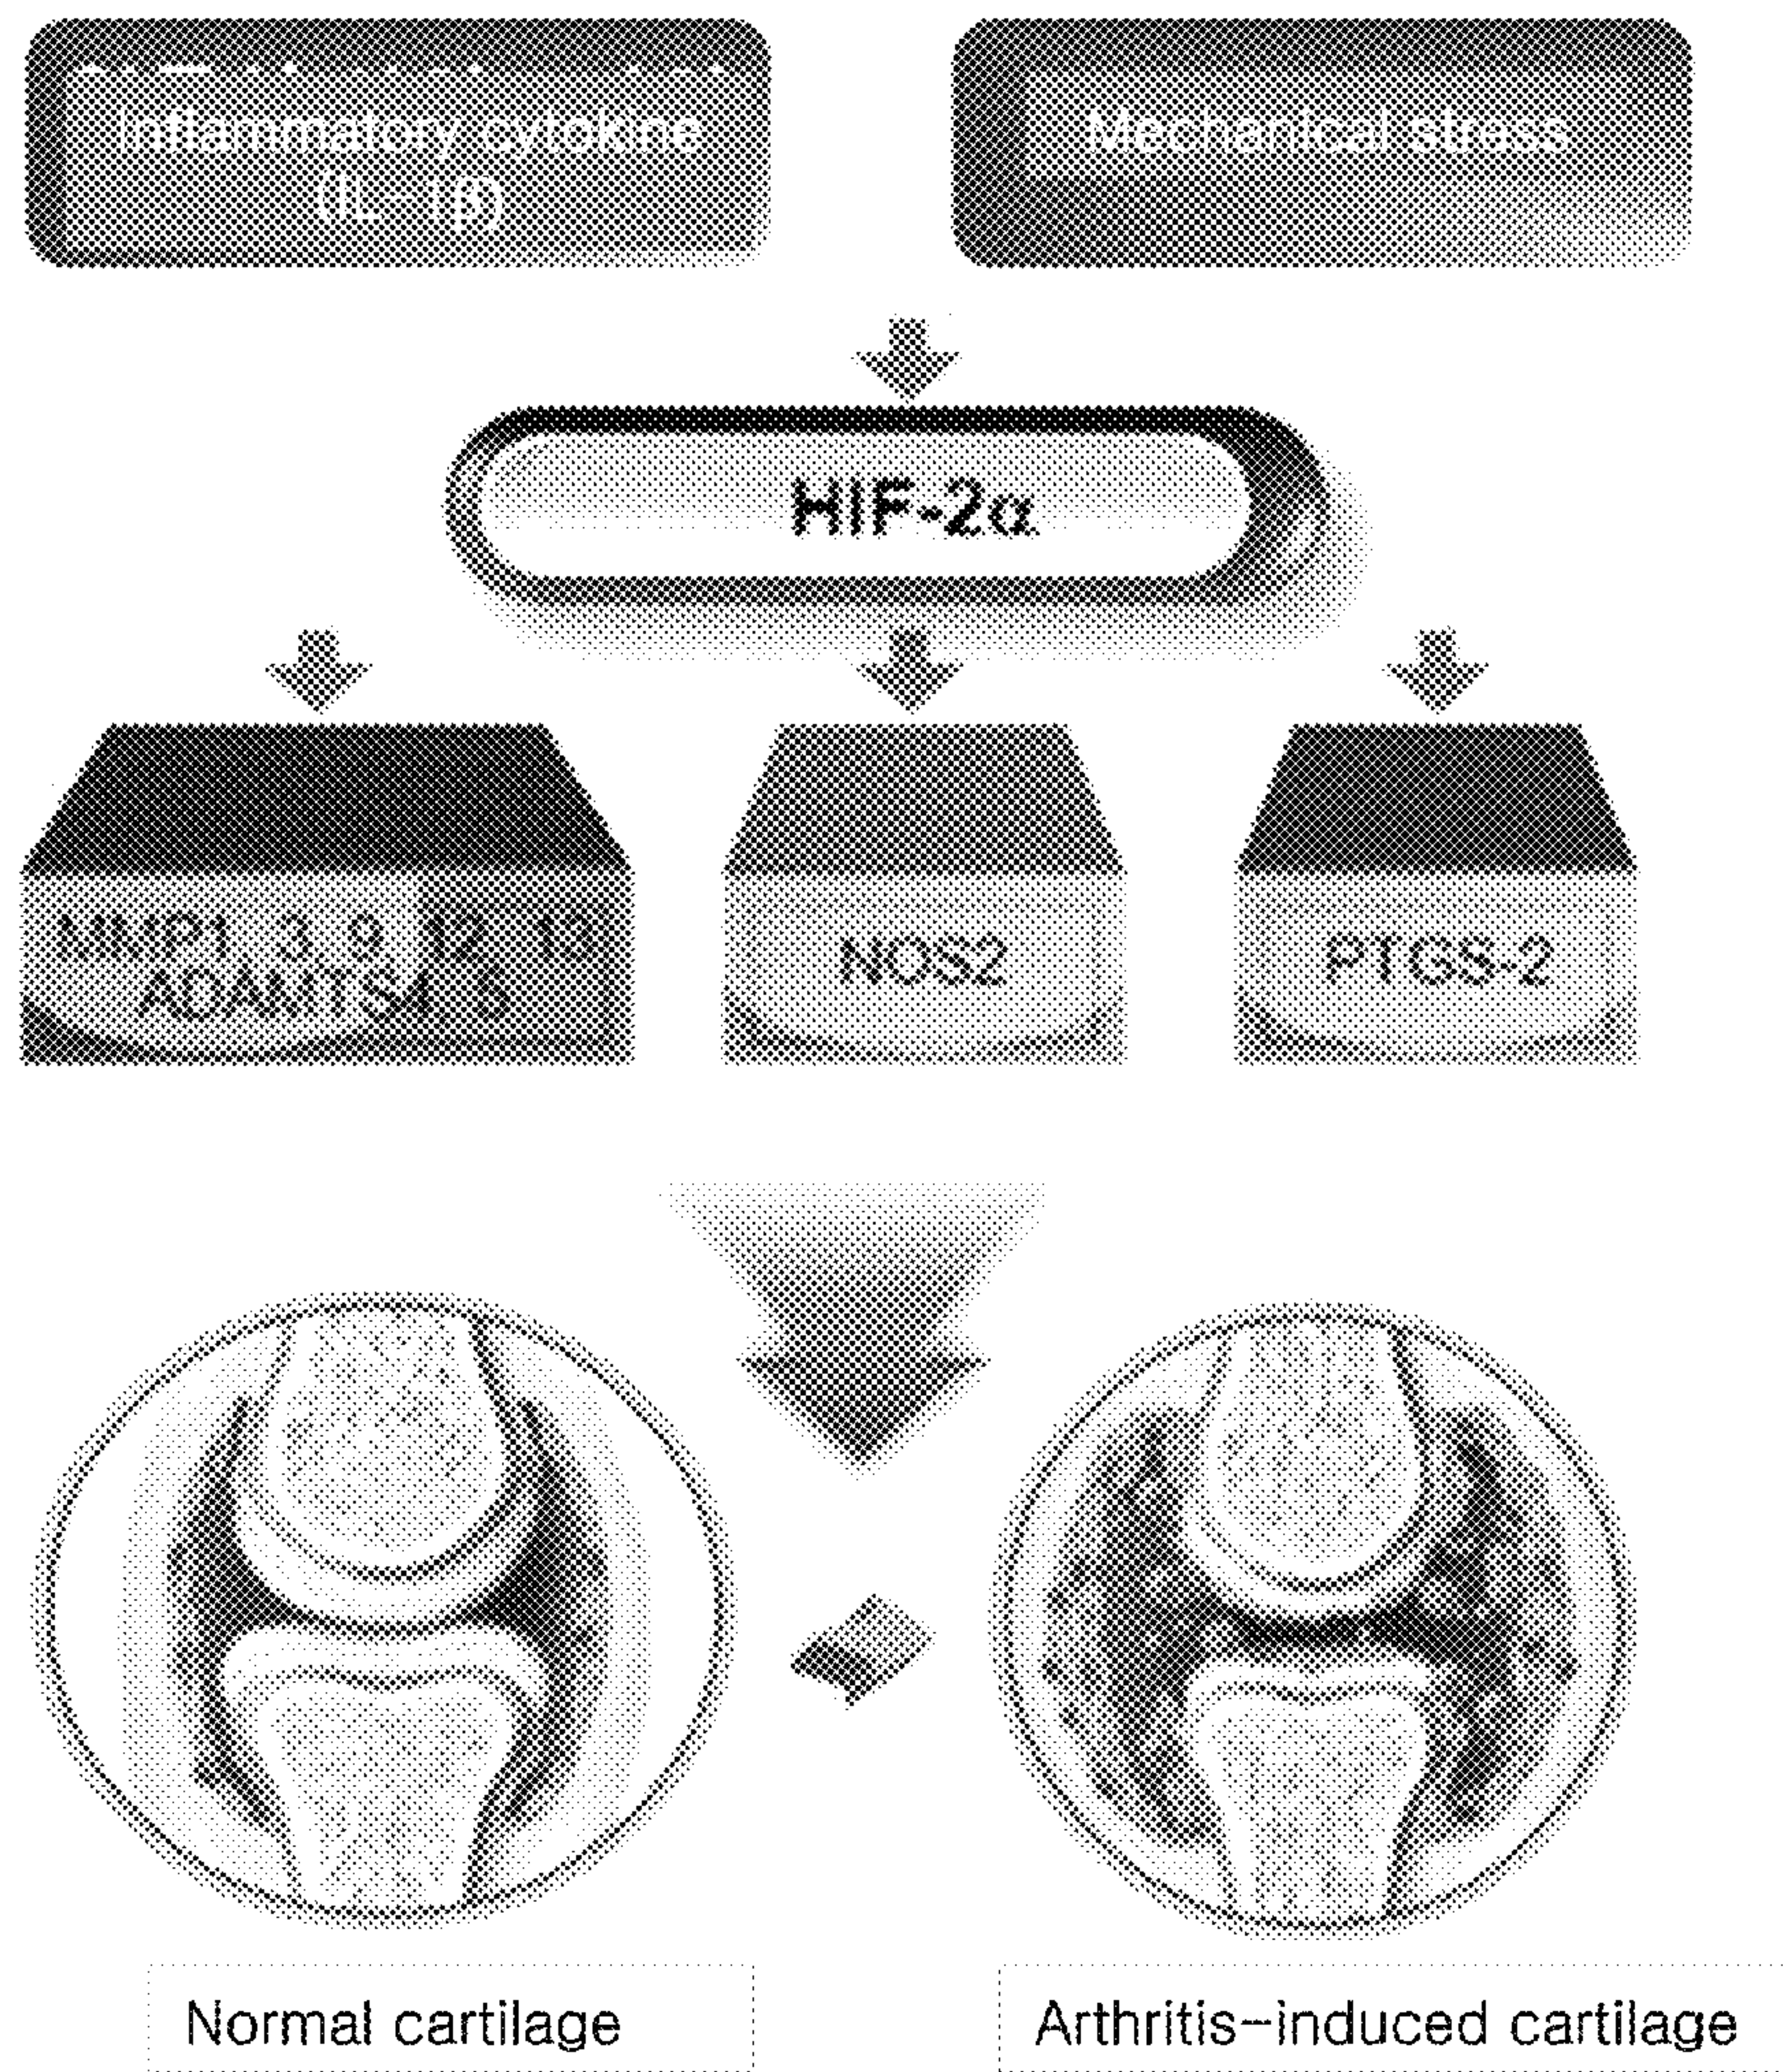 Inflammatory cytokine
(IL-1β)
Mechanical stress
HIF-2α
MMP1 3 9 12 13
ADAMTS4 5
NOS2
PTGS-2
Normal cartilage
Arthritis-induced cartilage